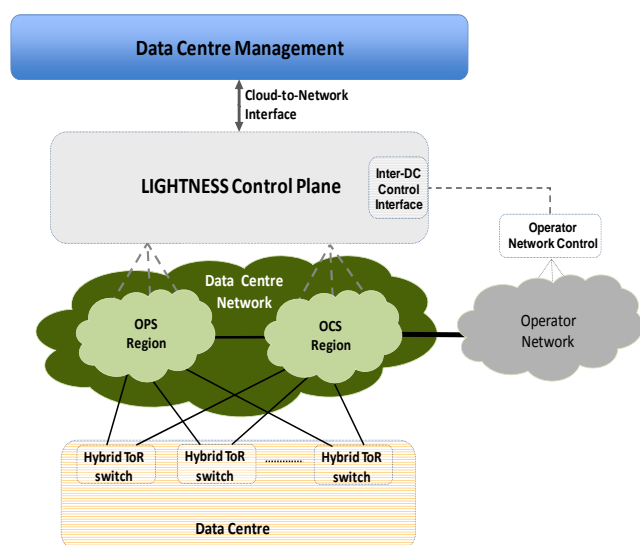 Data Centre Management
Cloud-to-Network
Interface
LIGHTNESS Control Plane
Inter-DC
Control
Interface
Operator
Network Control
Data Centre
Network
OPS
Region
OCS
Region
Operator
Network
Hybrid ToR
switch
Hybrid ToR
switch
.............
Hybrid ToR
switch
Data Centre